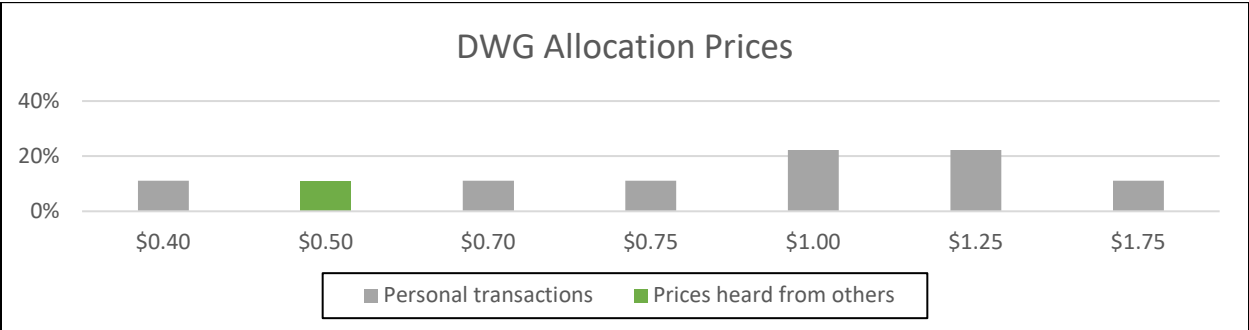 DWG Allocation Prices
40%
20%
0%
$0.40 $0.50 $0.70 $0.75 $1.00 $1.25 $1.75
Personal transactions Prices heard from others